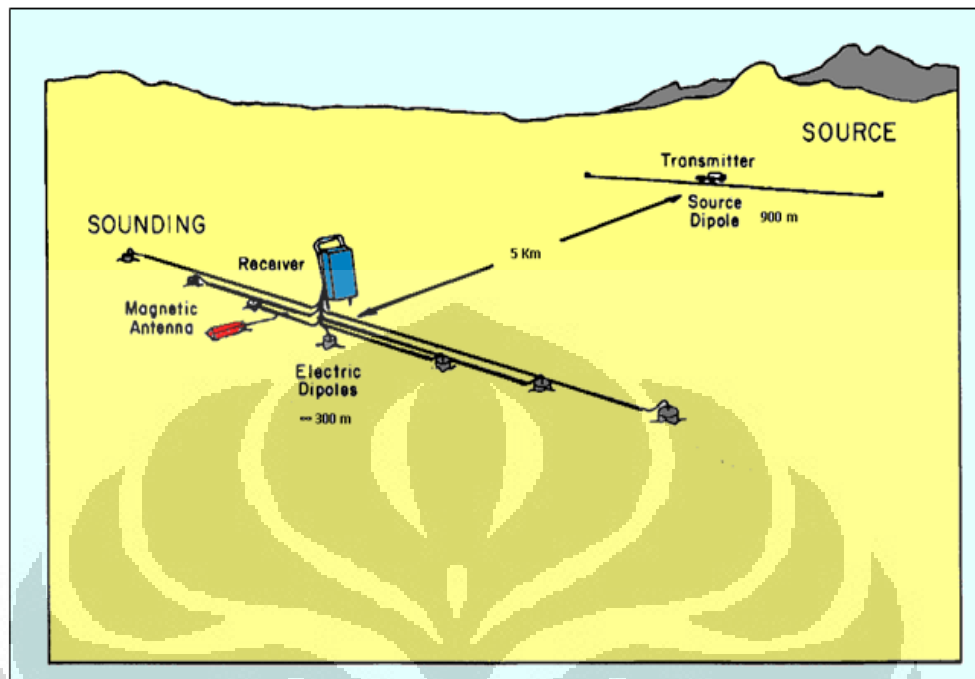 SOURCE
Transmitter
Source
Dipole
900 m
SOUNDING
5 Km
Receiver
Magnetic
Antenna
Electric
Dipoles
∞ 300 m